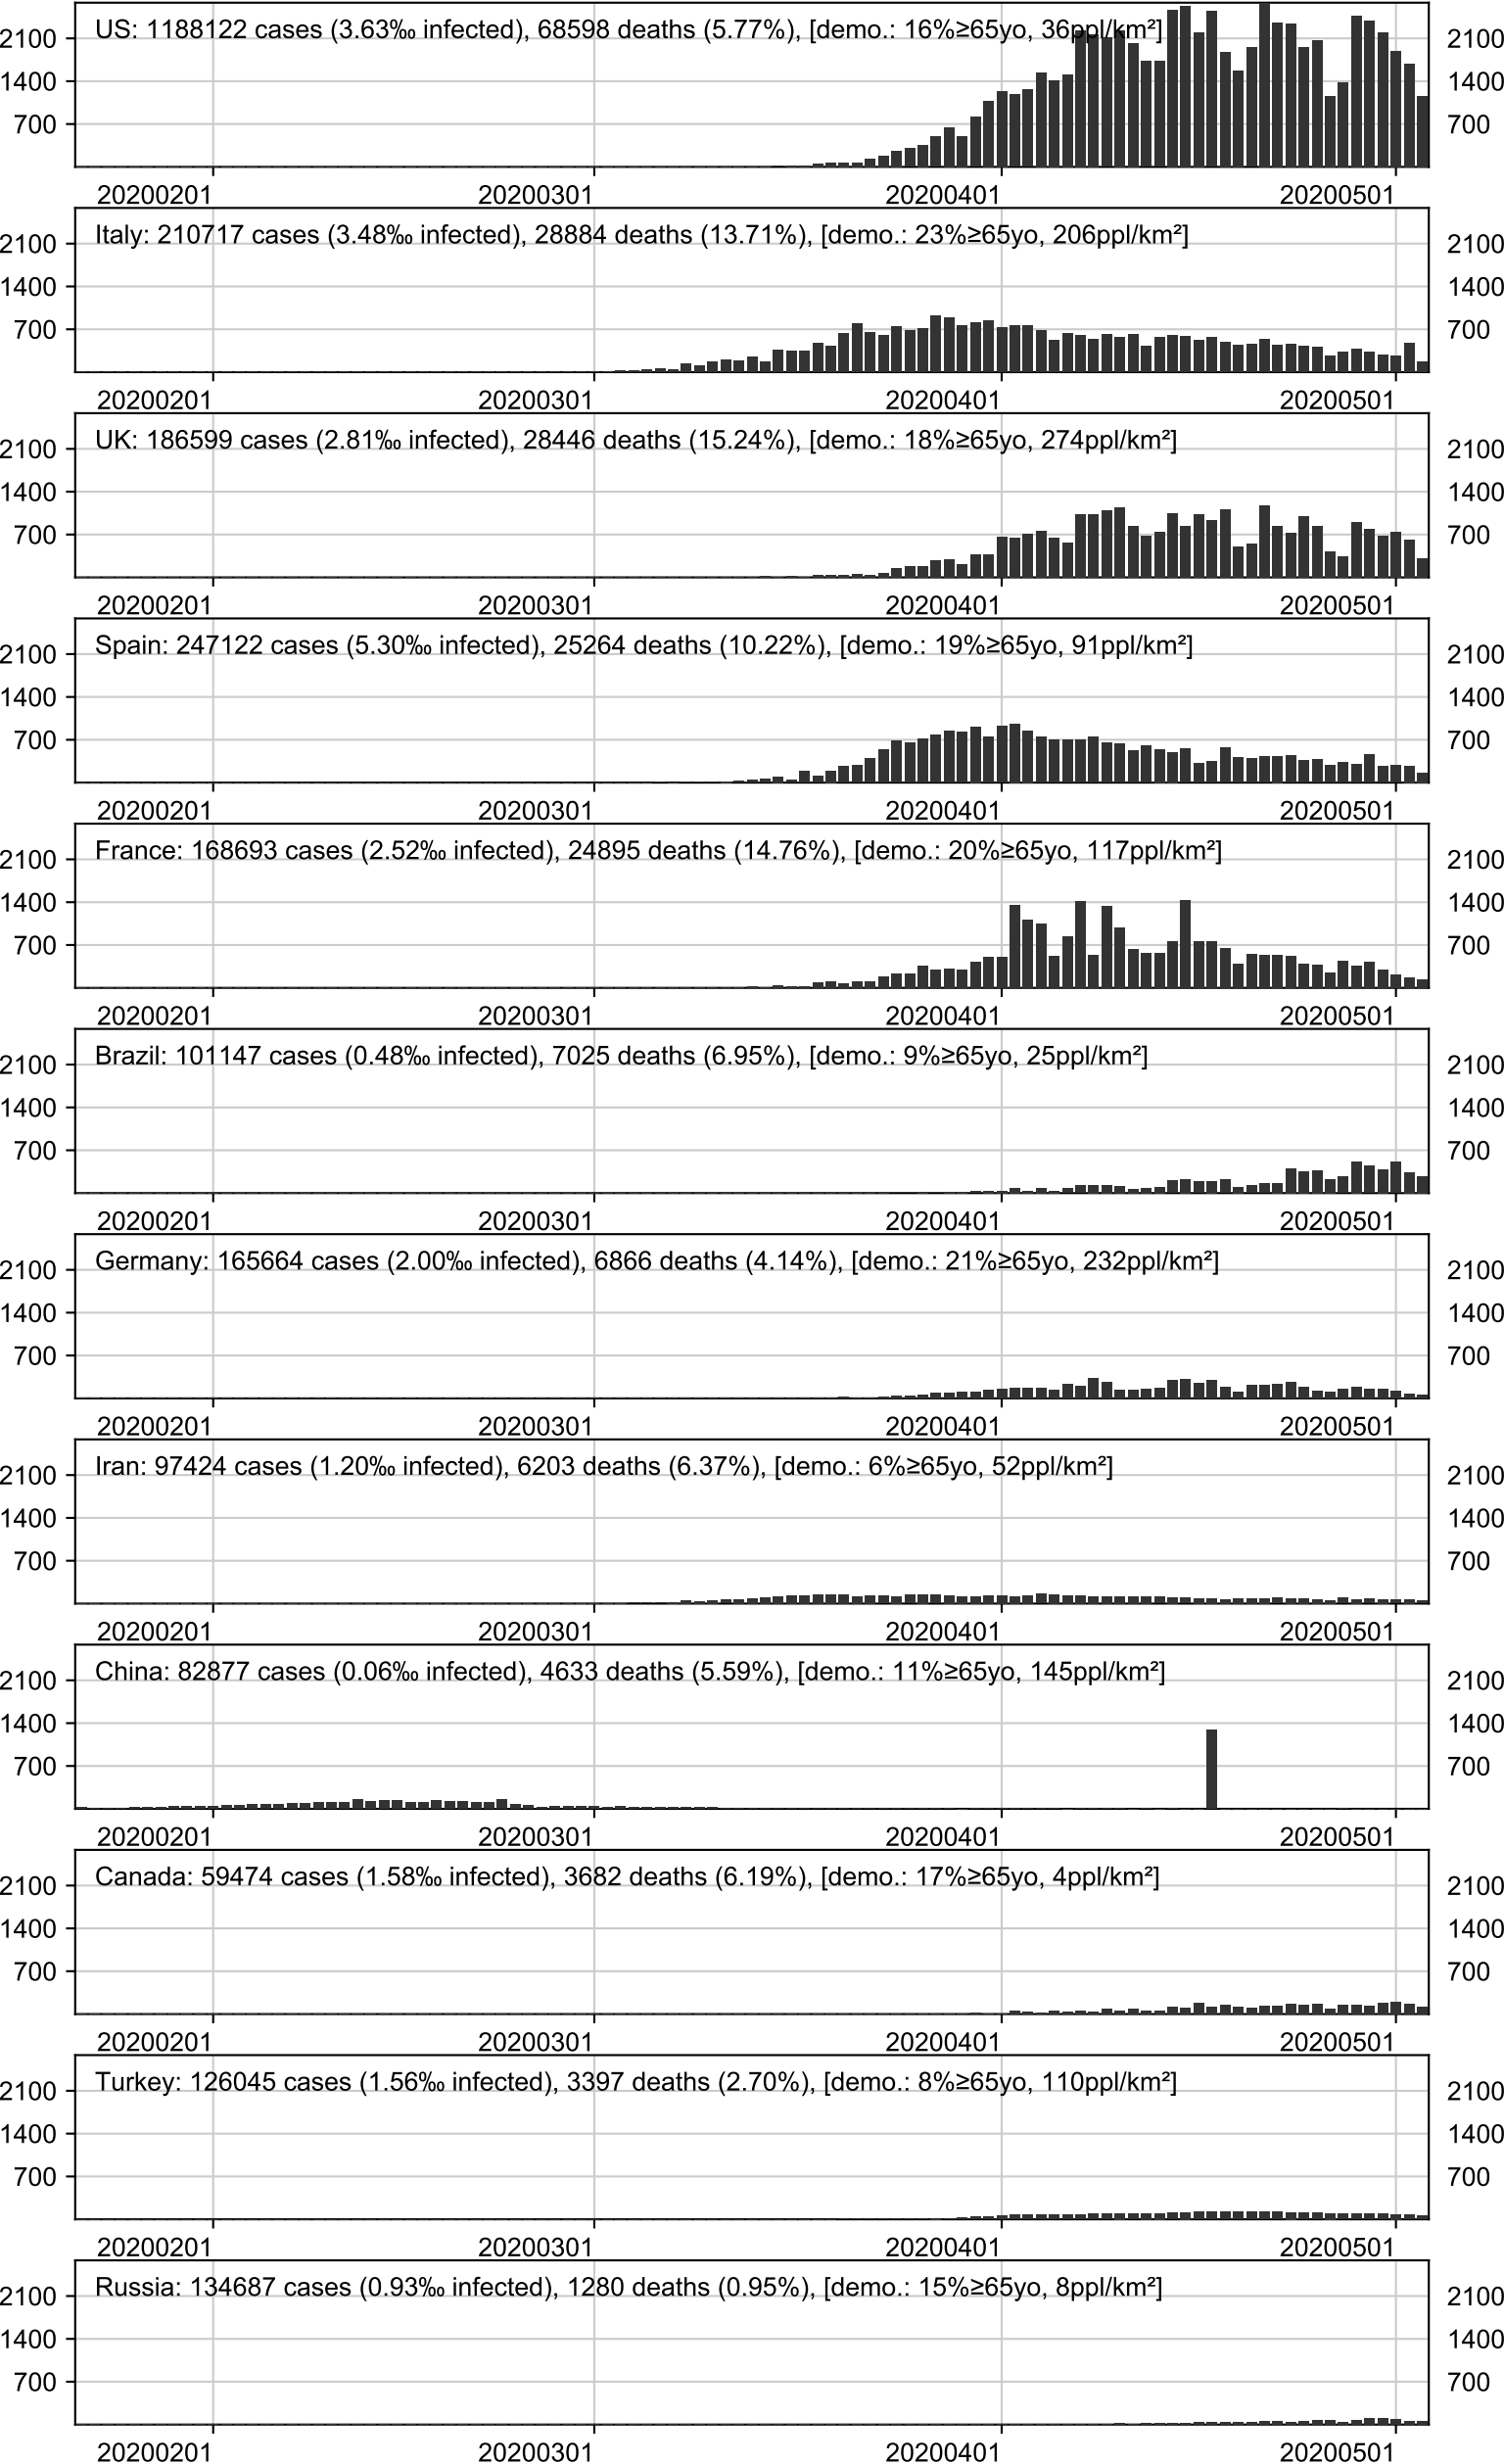 US: 1188122 cases (3.63‰ infected), 68598 deaths (5.77%), [demo.: 16%≥65yo, 36ppl/km²]
2100 2100
1400 1400
700 700
20200201 20200301 20200401 20200501
Italy: 210717 cases (3.48‰ infected), 28884 deaths (13.71%), [demo.: 23%≥65yo, 206ppl/km²]
2100 2100
1400 1400
700 700
20200201 20200301 20200401 20200501
UK: 186599 cases (2.81‰ infected), 28446 deaths (15.24%), [demo.: 18%≥65yo, 274ppl/km²]
2100 2100
1400 1400
700 700
20200201 20200301 20200401 20200501
Spain: 247122 cases (5.30‰ infected), 25264 deaths (10.22%), [demo.: 19%≥65yo, 91ppl/km²]
2100 2100
1400 1400
700 700
20200201 20200301 20200401 20200501
France: 168693 cases (2.52‰ infected), 24895 deaths (14.76%), [demo.: 20%≥65yo, 117ppl/km²]
2100 2100
1400 1400
700 700
20200201 20200301 20200401 20200501
Brazil: 101147 cases (0.48‰ infected), 7025 deaths (6.95%), [demo.: 9%≥65yo, 25ppl/km²]
2100 2100
1400 1400
700 700
20200201 20200301 20200401 20200501
Germany: 165664 cases (2.00‰ infected), 6866 deaths (4.14%), [demo.: 21%≥65yo, 232ppl/km²]
2100 2100
1400 1400
700 700
20200201 20200301 20200401 20200501
Iran: 97424 cases (1.20‰ infected), 6203 deaths (6.37%), [demo.: 6%≥65yo, 52ppl/km²]
2100 2100
1400 1400
700 700
20200201 20200301 20200401 20200501
China: 82877 cases (0.06‰ infected), 4633 deaths (5.59%), [demo.: 11%≥65yo, 145ppl/km²]
2100 2100
1400 1400
700 700
20200201 20200301 20200401 20200501
Canada: 59474 cases (1.58‰ infected), 3682 deaths (6.19%), [demo.: 17%≥65yo, 4ppl/km²]
2100 2100
1400 1400
700 700
20200201 20200301 20200401 20200501
Turkey: 126045 cases (1.56‰ infected), 3397 deaths (2.70%), [demo.: 8%≥65yo, 110ppl/km²]
2100 2100
1400 1400
700 700
20200201 20200301 20200401 20200501
Russia: 134687 cases (0.93‰ infected), 1280 deaths (0.95%), [demo.: 15%≥65yo, 8ppl/km²]
2100 2100
1400 1400
700 700
20200201 20200301 20200401 20200501